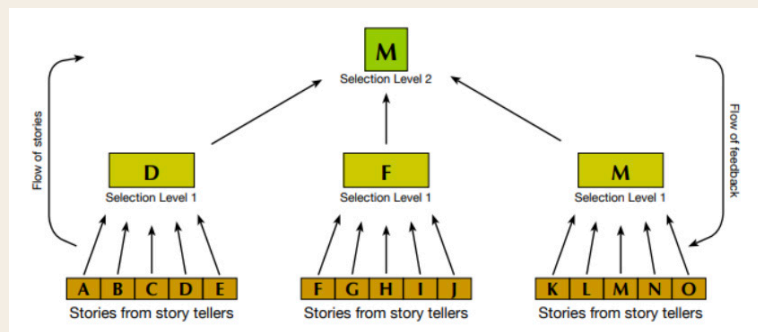 M
Selection Level 2
Flow of stories
Flow of feedback
D
Selection Level 1
F
Selection Level 1
M
Selection Level 1
A B C D E
Stories from story tellers
F G H I J
Stories from story tellers
K L M N O
Stories from story tellers